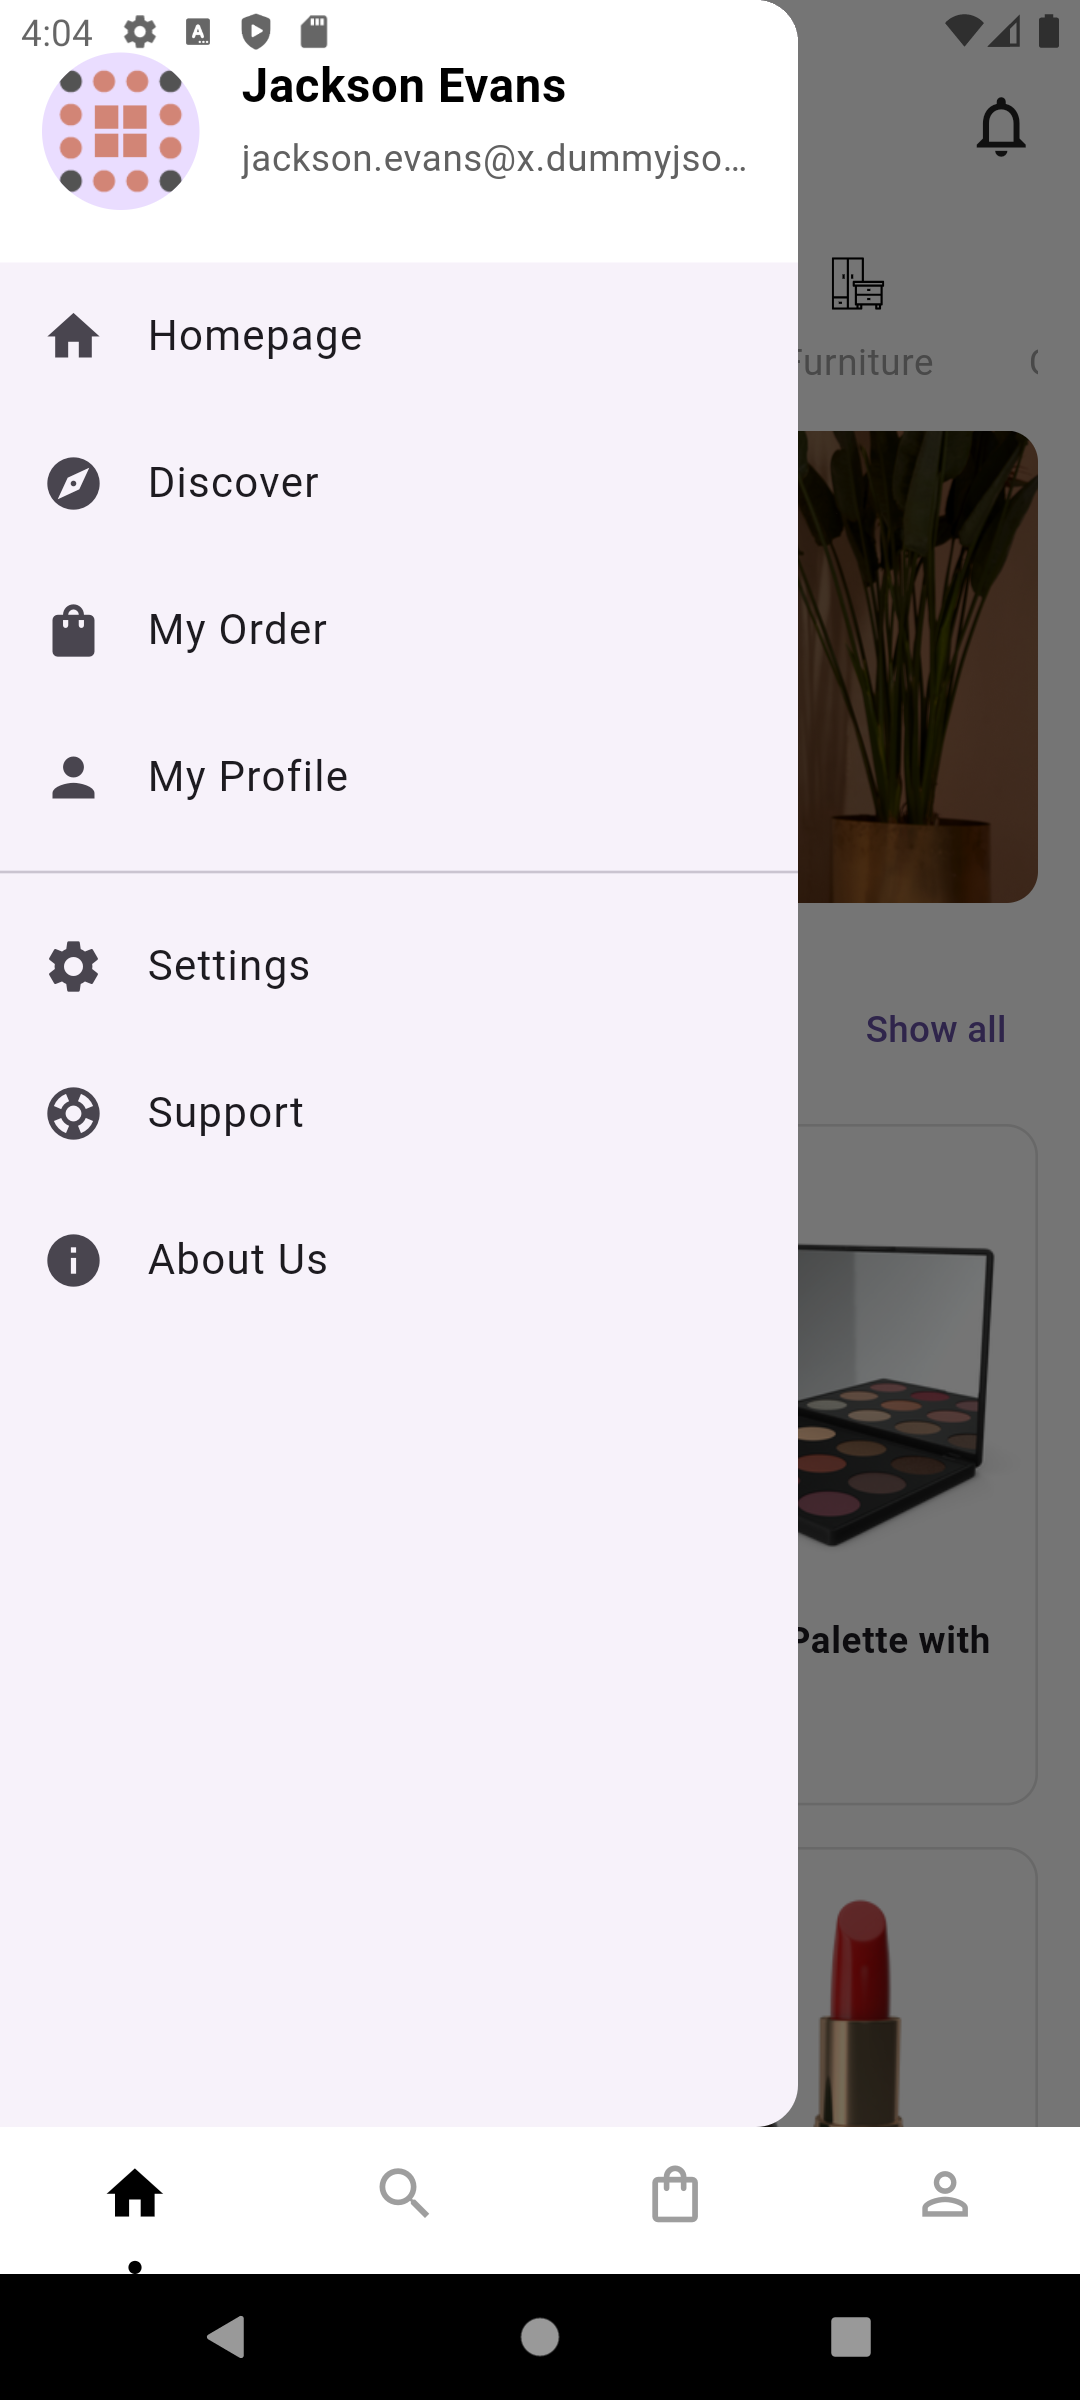 4:04
Jackson Evans
jackson.evans@x.dummyjso...
Homepage
Discover
My Order
My Profile
Settings
Support
About Us
Furniture
Show all
Palette with